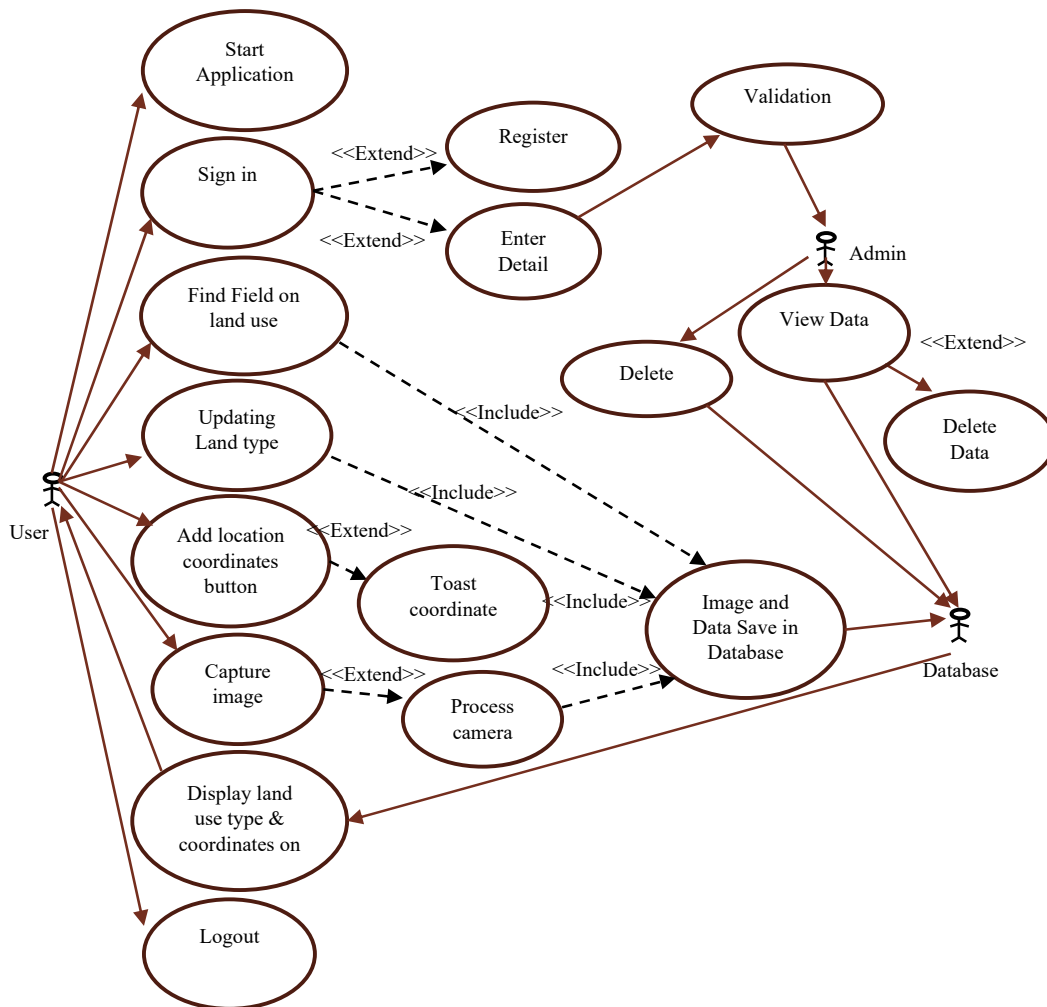 Start
Application
Validation
Register
<<Extend>>
Sign in
<<Extend>>
Enter
Detail
Admin
Find Field on
land use
View Data
<<Extend>>
Delete
<<Include>>
Updating
Land type
Delete
Data
<<Include>>
User
Add location
coordinates
button
<<Extend>>
Toast
coordinate
<<Include>>
Image and
Data Save in
Database
Database
Capture
image
<<Extend>>
<<Include>>
Process
camera
Display land
use type &
coordinates on
Logout